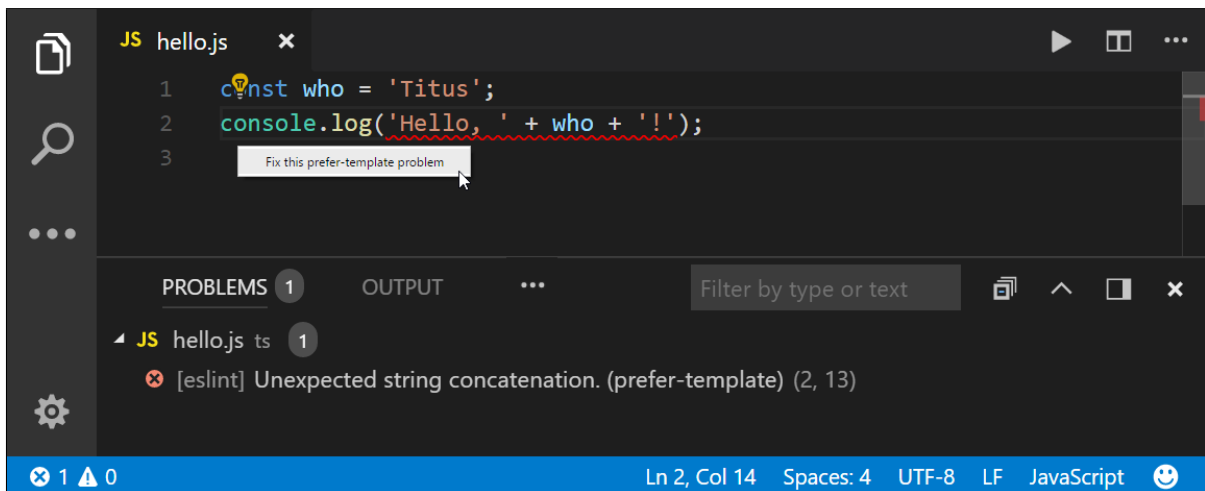 JS hello.js
1 const who = 'Titus';
2 console.log('Hello, ' + who + '!');
3
Fix this prefer-template problem
PROBLEMS 1 OUTPUT ••• Filter by type or text
JS hello.js ts 1
[eslint] Unexpected string concatenation. (prefer-template) (2, 13)
1 0 Ln 2, Col 14 Spaces: 4 UTF-8 LF JavaScript